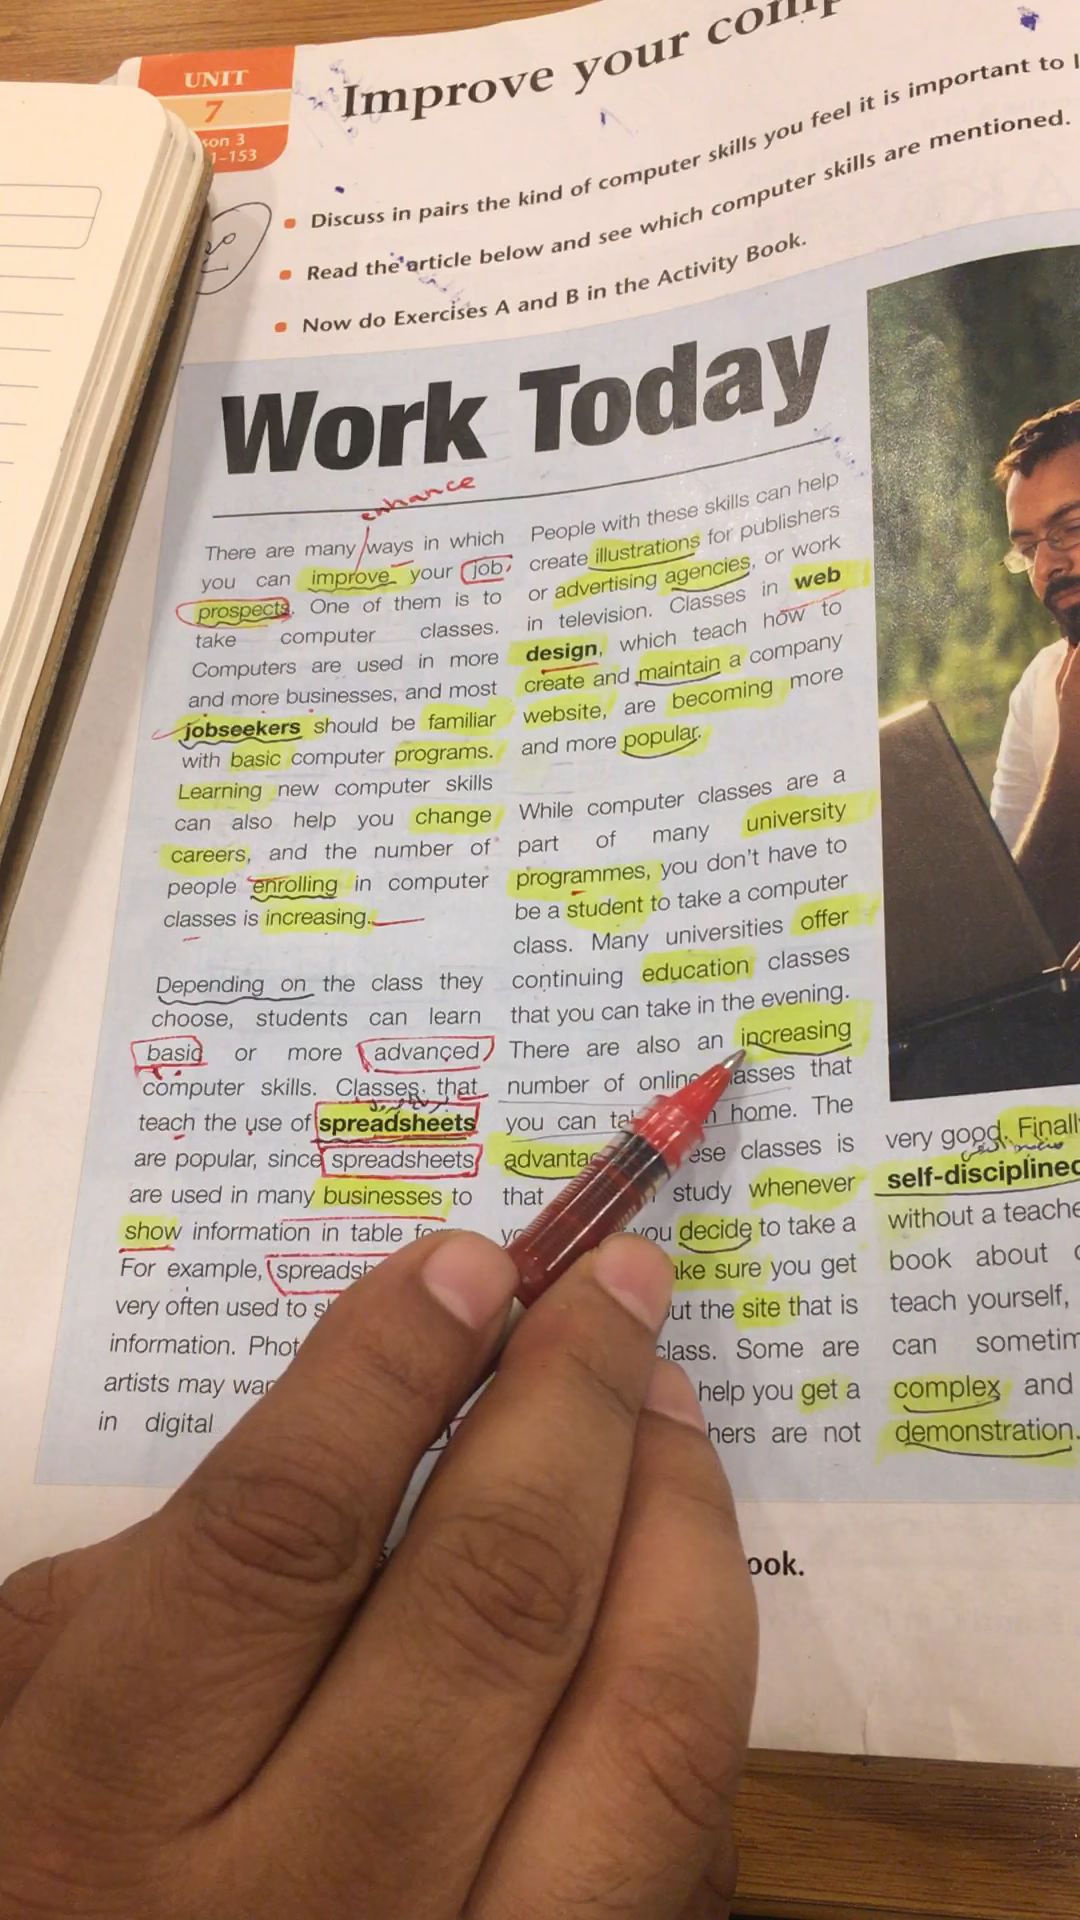 UNIT
7
son 3
1–153
Improve your comp
Discuss in pairs the kind of computer skills you feel it is important to l
Read the article below and see which computer skills are mentioned.
Now do Exercises A and B in the Activity Book.
Work Today
enhance
There are many ways in which
you can improve your job
prospects. One of them is to
take computer classes.
Computers are used in more
and more businesses, and most
jobseekers should be familiar
with basic computer programs.
Learning new computer skills
can also help you change
careers, and the number of
people enrolling in computer
classes is increasing.
Depending on the class they
choose, students can learn
basic or more advanced
computer skills. Classes that
teach the use of spreadsheets
are popular, since spreadsheets
are used in many businesses to
show information in table
For example, spreadsh
very often used to
information.
artists may
in digital
People with these skills can help
create illustrations for publishers
or advertising agencies, or work
in television. Classes in web
design, which teach how to
create and maintain a company
website, are becoming more
and more popular.
While computer classes are a
part of many university
programmes, you don't have to
be a student to take a computer
class. Many universities offer
continuing education classes
that you can take in the evening.
There are also an increasing
number of online lasses that
you can home. The
advanta ese classes is
that study whenever
you decide to take a
ake sure you get
ut the site that is
class. Some are
help you get a
hers are not
very good. Finall
self-disciplined
without a teache
book about
teach yourself,
can sometim
complex and
demonstration.
ook.